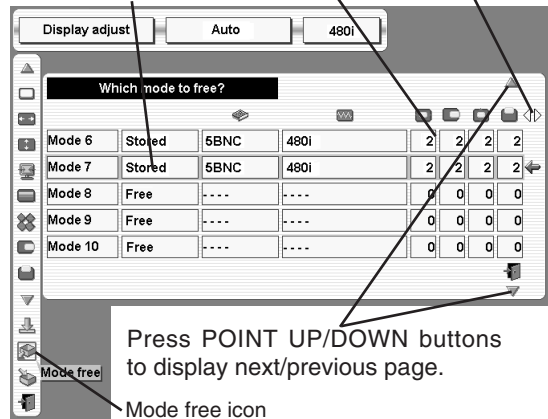 Display adjust Auto 480i
Which mode to free?
Mode 6 Stored 5BNC 480i 2 2 2 2
Mode 7 Stored 5BNC 480i 2 2 2 2
Mode 8 Free ---- ---- 0 0 0 0
Mode 9 Free ---- ---- 0 0 0 0
Mode 10 Free ---- ---- 0 0 0 0
Press POINT UP/DOWN buttons
to display next/previous page.
Mode free
Mode free icon